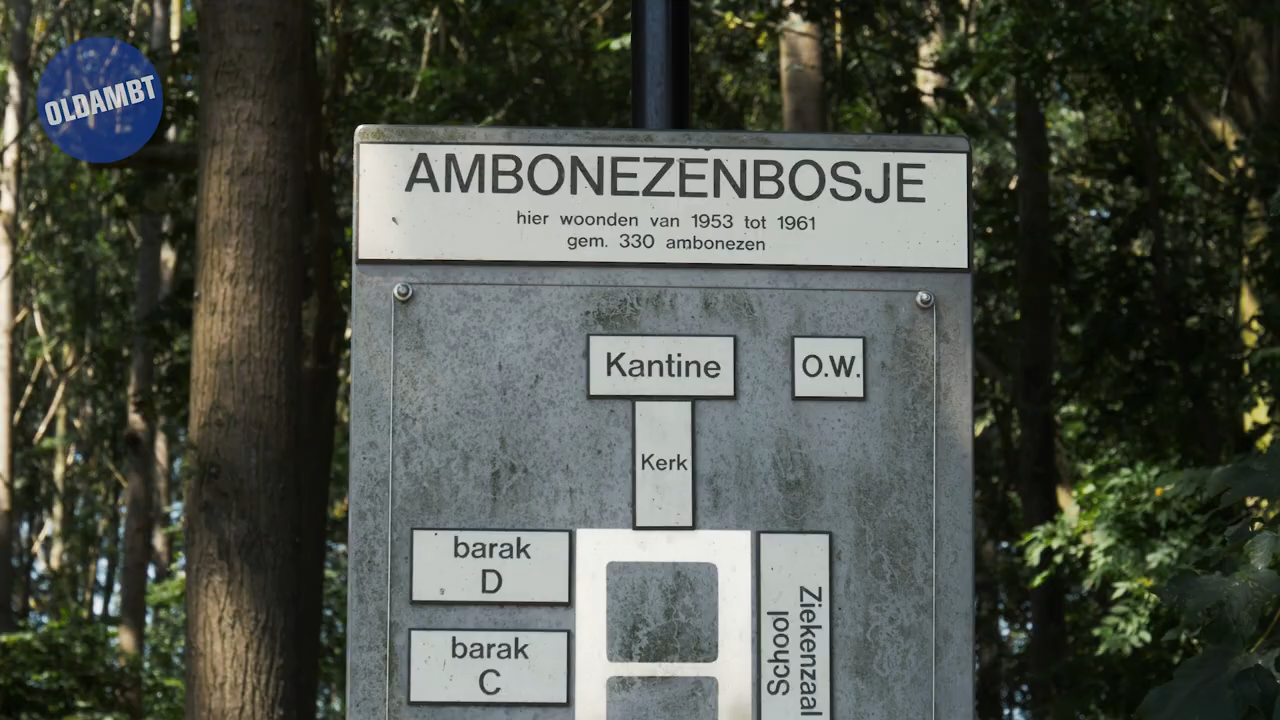 OLDAMBT
AMBONEZENBOSJE
hier woonden van 1953 tot 1961
gem. 330 ambonezen
Kantine
O.W.
Kerk
barak
D
barak
C
Ziekenzaal
School